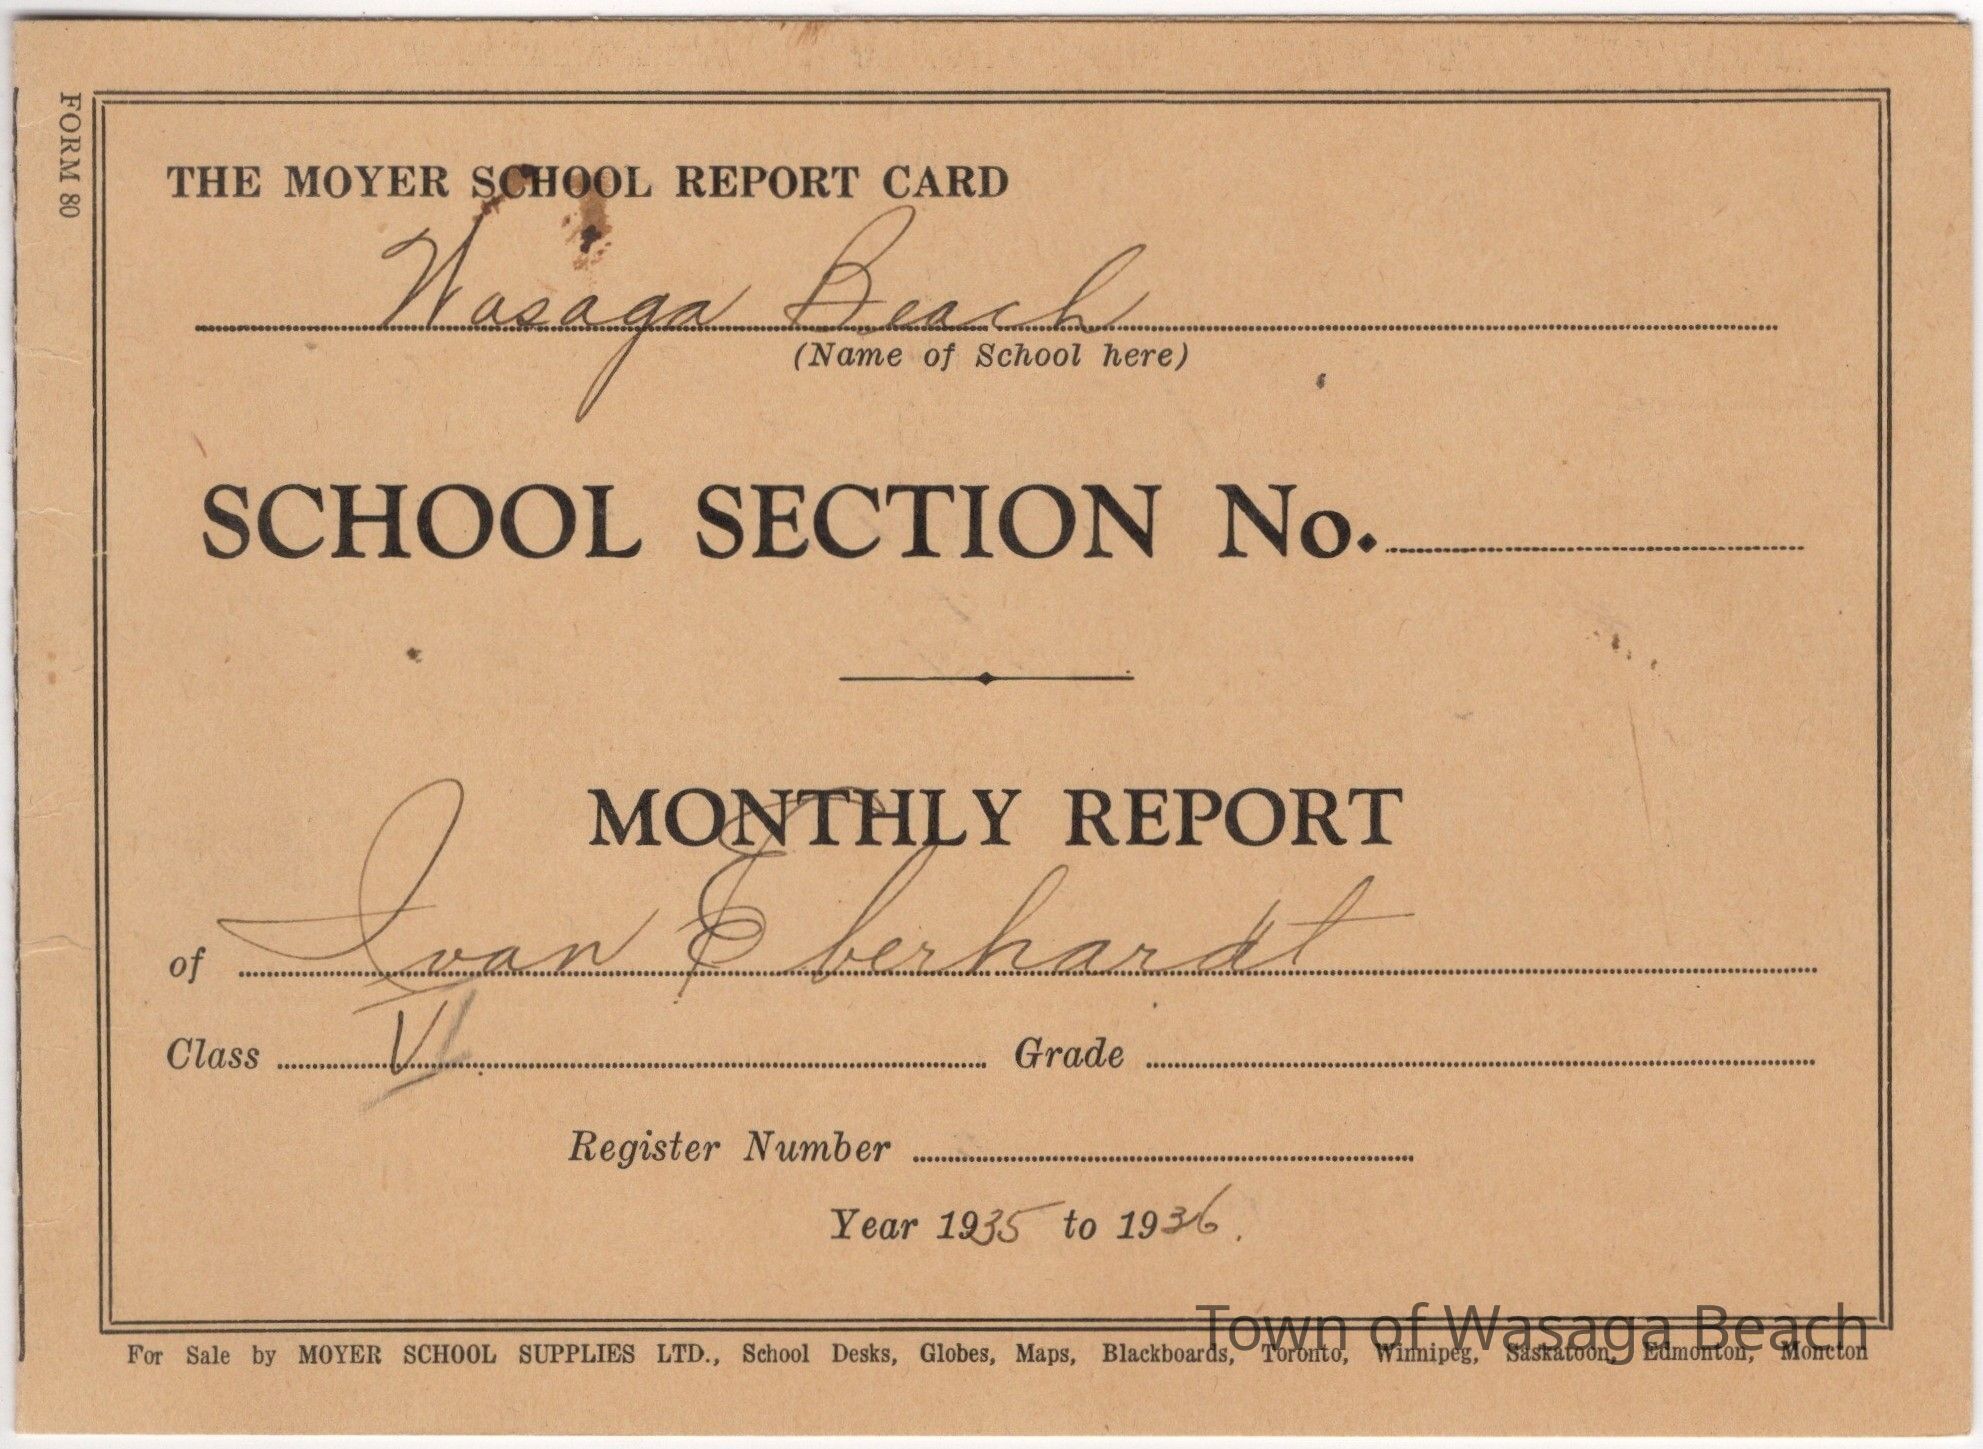 FORM 80
THE MOYER SCHOOL REPORT CARD
Wasaga Beach
(Name of School here)
SCHOOL SECTION No.
MONTHLY REPORT
of Ivan Eberhardt
Class VI Grade
Register Number
Year 1935 to 1936.
Town of Wasaga Beach
For Sale by MOYER SCHOOL SUPPLIES LTD., School Desks, Globes, Maps, Blackboards, Toronto, Winnipeg, Saskatoon, Edmonton, Moncton